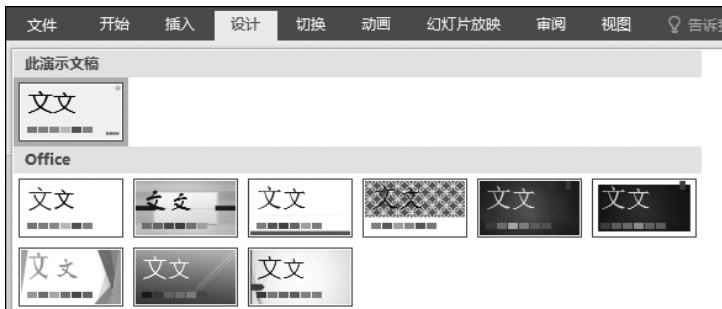 文件 开始 插入 设计 切换 动画 幻灯片放映 审阅 视图 告诉
此演示文稿
文文
Office
文文 文文 文文 文文 文文 文文
文文 文文 文文